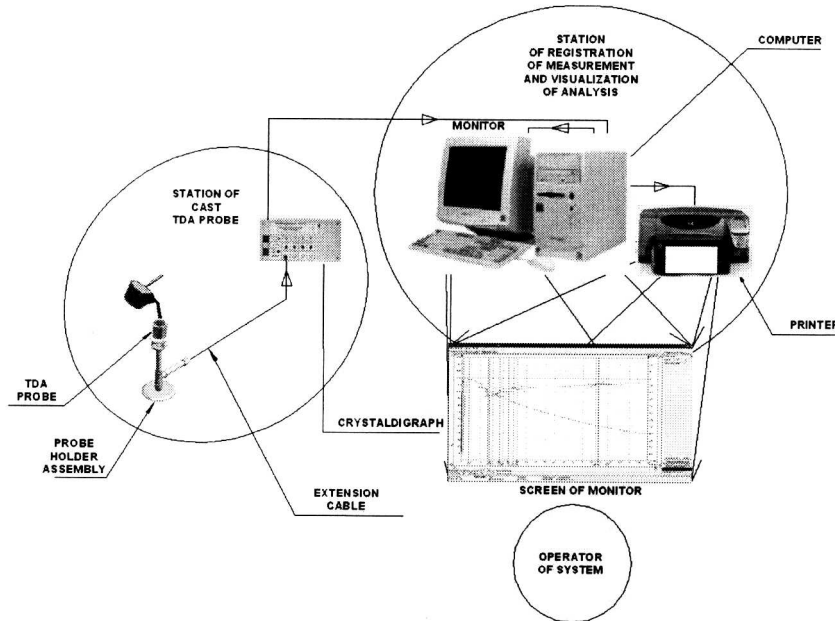 STATION
OF REGISTRATION
OF MEASUREMENT
AND VISUALIZATION
OF ANALYSIS
COMPUTER
MONITOR
STATION OF
CAST
TDA PROBE
PRINTER
TDA
PROBE
CRYSTALDIGRAPH
PROBE
HOLDER
ASSEMBLY
EXTENSION
CABLE
SCREEN OF MONITOR
OPERATOR
OF SYSTEM